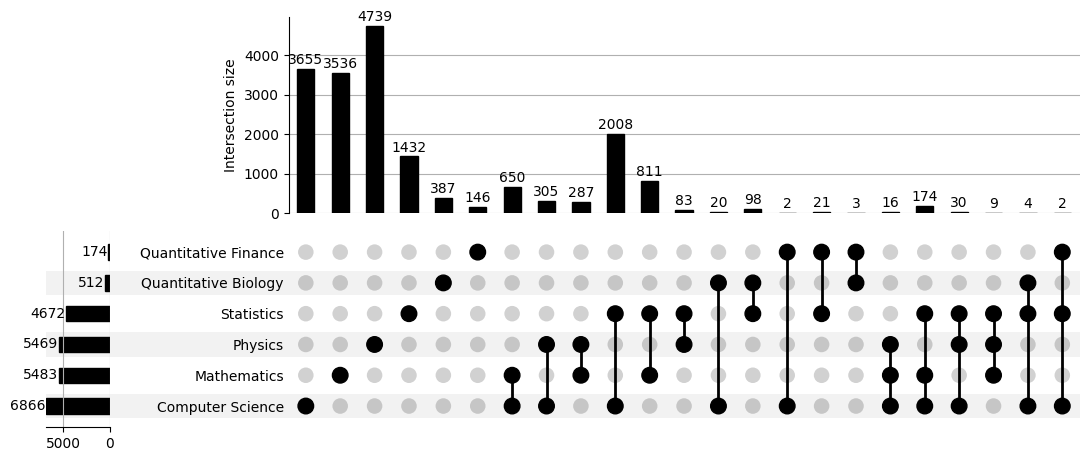 4739
3655 3536
4000
3000
2008
2000
1432
811
650
1000
387
305 287
146
83 20 98 2 21 3 16 174 30 9 4 2
0
Intersection size
174 Quantitative Finance
512 Quantitative Biology
4672 Statistics
5469 Physics
5483 Mathematics
6866 Computer Science
5000 0